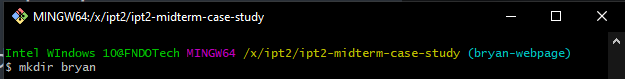 MINGW64:/x/ipt2/ipt2-midterm-case-study
Intel WIndows 10@FNDOTech MINGW64 /x/ipt2/ipt2-midterm-case-study (bryan-webpage)
$ mkdir bryan